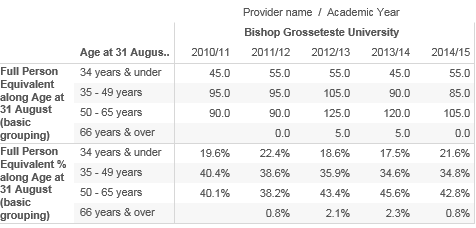 Provider name / Academic Year
Bishop Grosseteste University
Age at 31 Augus.. 2010/11 2011/12 2012/13 2013/14 2014/15
Full Person Equivalent along Age at 31 August (basic grouping)
34 years & under 45.0 55.0 55.0 45.0 55.0
35 - 49 years 95.0 95.0 105.0 90.0 85.0
50 - 65 years 90.0 90.0 125.0 120.0 105.0
66 years & over 0.0 5.0 5.0 0.0
Full Person Equivalent % along Age at 31 August (basic grouping)
34 years & under 19.6% 22.4% 18.6% 17.5% 21.6%
35 - 49 years 40.4% 38.6% 35.9% 34.6% 34.8%
50 - 65 years 40.1% 38.2% 43.4% 45.6% 42.8%
66 years & over 0.8% 2.1% 2.3% 0.8%